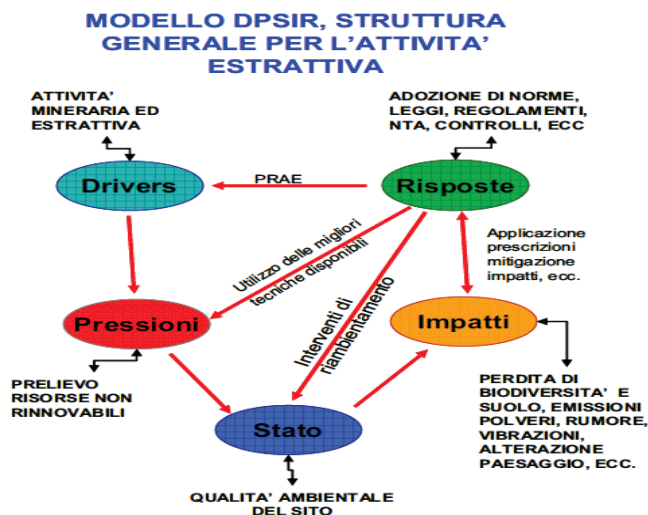 MODELLO DPSIR, STRUTTURA
GENERALE PER L'ATTIVITA'
ESTRATTIVA
ATTIVITA'
MINERARIA ED
ESTRATTIVA
ADOZIONE DI NORME,
LEGGI, REGOLAMENTI,
NTA, CONTROLLI, ECC
Drivers
PRAE
Risposte
Utilizzo delle migliori
tecniche disponibili
Applicazione
prescrizioni
mitigazione
impatti, ecc.
Interventi di
riambientamento
Pressioni
Impatti
PRELIEVO
RISORSE NON
RINNOVABILI
Stato
PERDITA DI
BIODIVERSITA' E
SUOLO, EMISSIONI
POLVERI, RUMORE,
VIBRAZIONI,
ALTERAZIONE
PAESAGGIO, ECC.
QUALITA' AMBIENTALE
DEL SITO